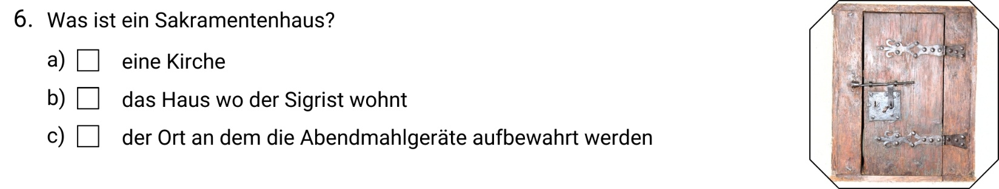 6. Was ist ein Sakramentenhaus?
a) eine Kirche
b) das Haus wo der Sigrist wohnt
c) der Ort an dem die Abendmahlgeräte aufbewahrt werden